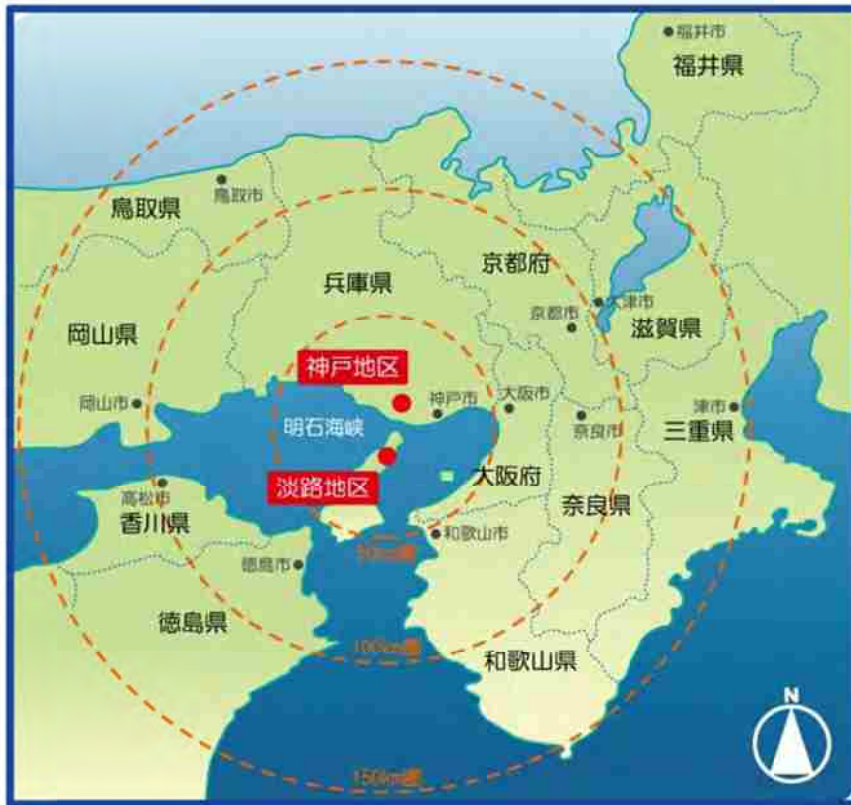 福井市
福井県
鳥取県
鳥取市
京都府
兵庫県
大津市
京都市
滋賀県
岡山県
神戸地区
岡山市
神戸市
大阪市
奈良市
津市
三重県
明石海峡
淡路地区
大阪府
奈良県
高松市
香川県
和歌山市
50km圏
徳島市
徳島県
100km圏
和歌山県
N
150km圏